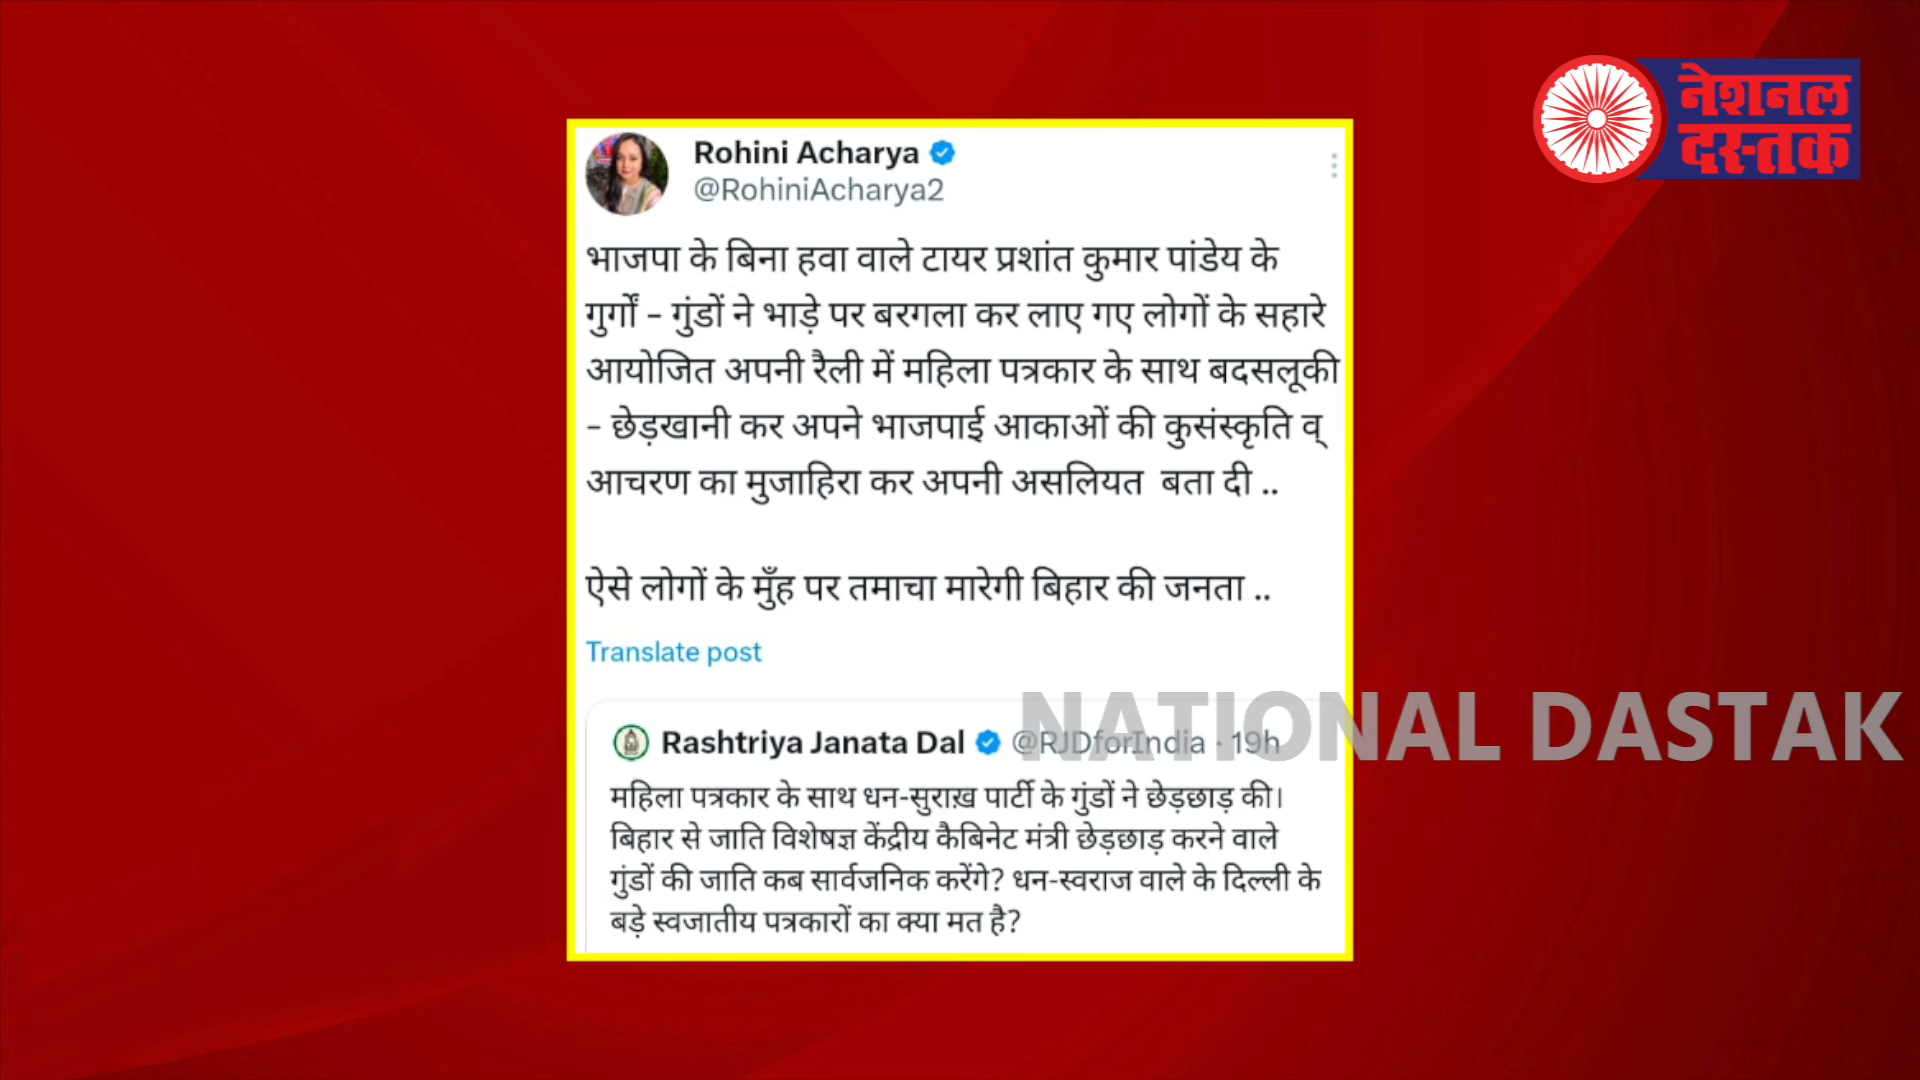 नेशनल
दस्तक
Rohini Acharya
@RohiniAcharya2
भाजपा के बिना हवा वाले टायर प्रशांत कुमार पांडेय के
गुर्गों - गुंडों ने भाड़े पर बरगला कर लाए गए लोगों के सहारे
आयोजित अपनी रैली में महिला पत्रकार के साथ बदसलूकी
- छेड़खानी कर अपने भाजपाई आकाओं की कुसंस्कृति व्
आचरण का मुजाहिरा कर अपनी असलियत बता दी ..
ऐसे लोगों के मुँह पर तमाचा मारेगी बिहार की जनता ..
Translate post
NATIONAL DASTAK
Rashtriya Janata Dal @RJDforIndia · 19h
महिला पत्रकार के साथ धन-सुराख़ पार्टी के गुंडों ने छेड़छाड़ की।
बिहार से जाति विशेषज्ञ केंद्रीय कैबिनेट मंत्री छेड़छाड़ करने वाले
गुंडों की जाति कब सार्वजनिक करेंगे? धन-स्वराज वाले के दिल्ली के
बड़े स्वजातीय पत्रकारों का क्या मत है?